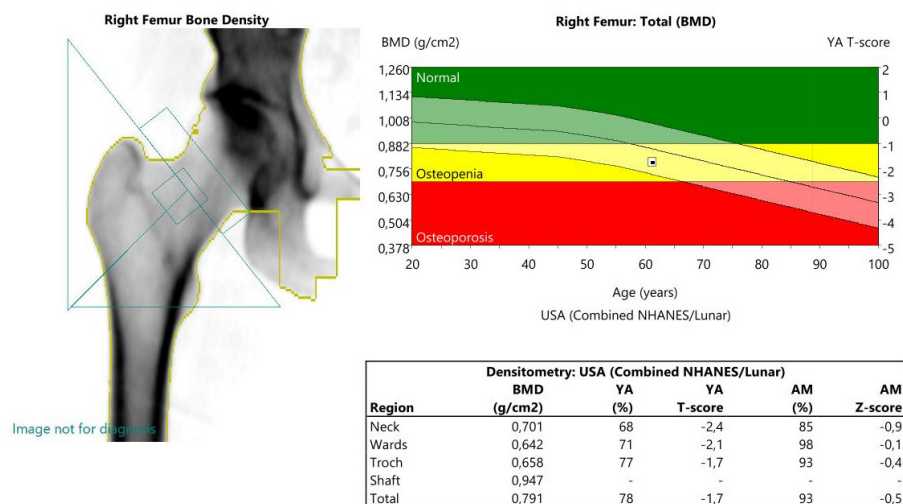 Right Femur Bone Density
Image not for diagnosis
Right Femur: Total (BMD)
BMD (g/cm2) YA T-score
1,260 Normal 2
1,134 1
1,008 0
0,882 -1
0,756 Osteopenia -2
0,630 -3
0,504 -4
0,378 Osteoporosis -5
20 30 40 50 60 70 80 90 100
Age (years)
USA (Combined NHANES/Lunar)
Densitometry: USA (Combined NHANES/Lunar)
BMD YA YA AM AM
Region (g/cm2) (%) T-score (%) Z-score
Neck 0,701 68 -2,4 85 -0,9
Wards 0,642 71 -2,1 98 -0,1
Troch 0,658 77 -1,7 93 -0,4
Shaft 0,947 - - - -
Total 0,791 78 -1,7 93 -0,5